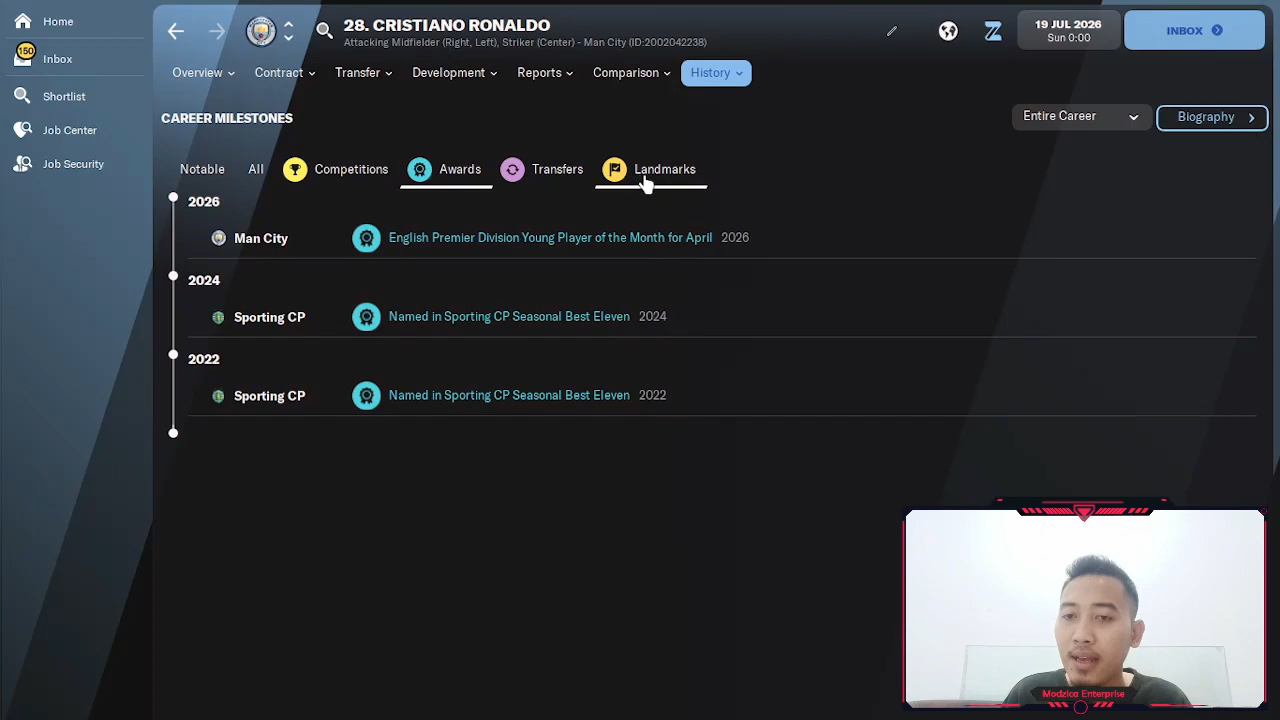 Home
150
Inbox
Shortlist
Job Center
Job Security
28. CRISTIANO RONALDO
Attacking Midfielder (Right, Left), Striker (Center) - Man City (ID:2002042238)
19 JUL 2026
Sun 0:00
INBOX
Overview
Contract
Transfer
Development
Reports
Comparison
History
CAREER MILESTONES
Entire Career
Biography
Notable
All
Competitions
Awards
Transfers
Landmarks
2026
Man City English Premier Division Young Player of the Month for April 2026
2024
Sporting CP Named in Sporting CP Seasonal Best Eleven 2024
2022
Sporting CP Named in Sporting CP Seasonal Best Eleven 2022
Modzica Enterprise